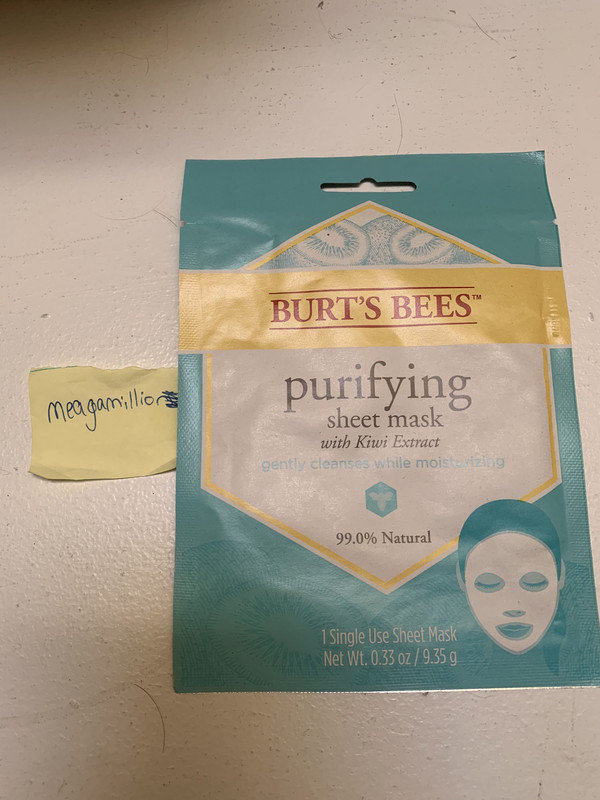 BURT'S BEES™
purifying
sheet mask
with Kiwi Extract
gently cleanses while moisturizing
99.0% Natural
1 Single Use Sheet Mask
Net Wt. 0.33 oz / 9.35 g
meagamillion